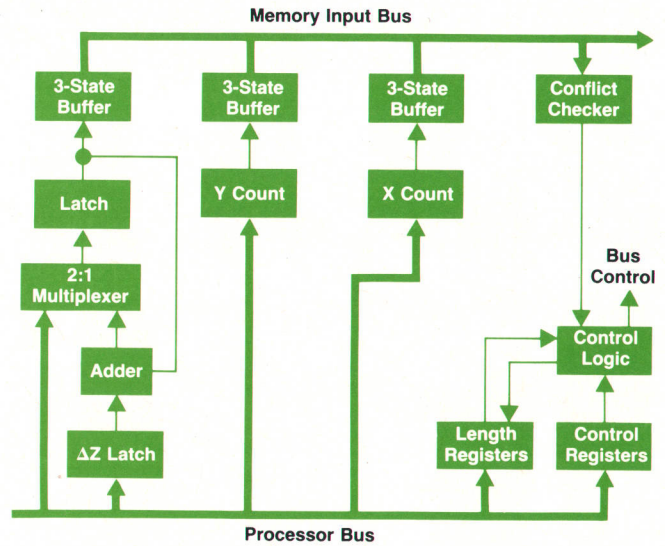 Memory Input Bus
3-State
Buffer
3-State
Buffer
3-State
Buffer
Conflict
Checker
Latch
Y Count
X Count
2:1
Multiplexer
Bus
Control
Adder
Control
Logic
ΔZ Latch
Length
Registers
Control
Registers
Processor Bus